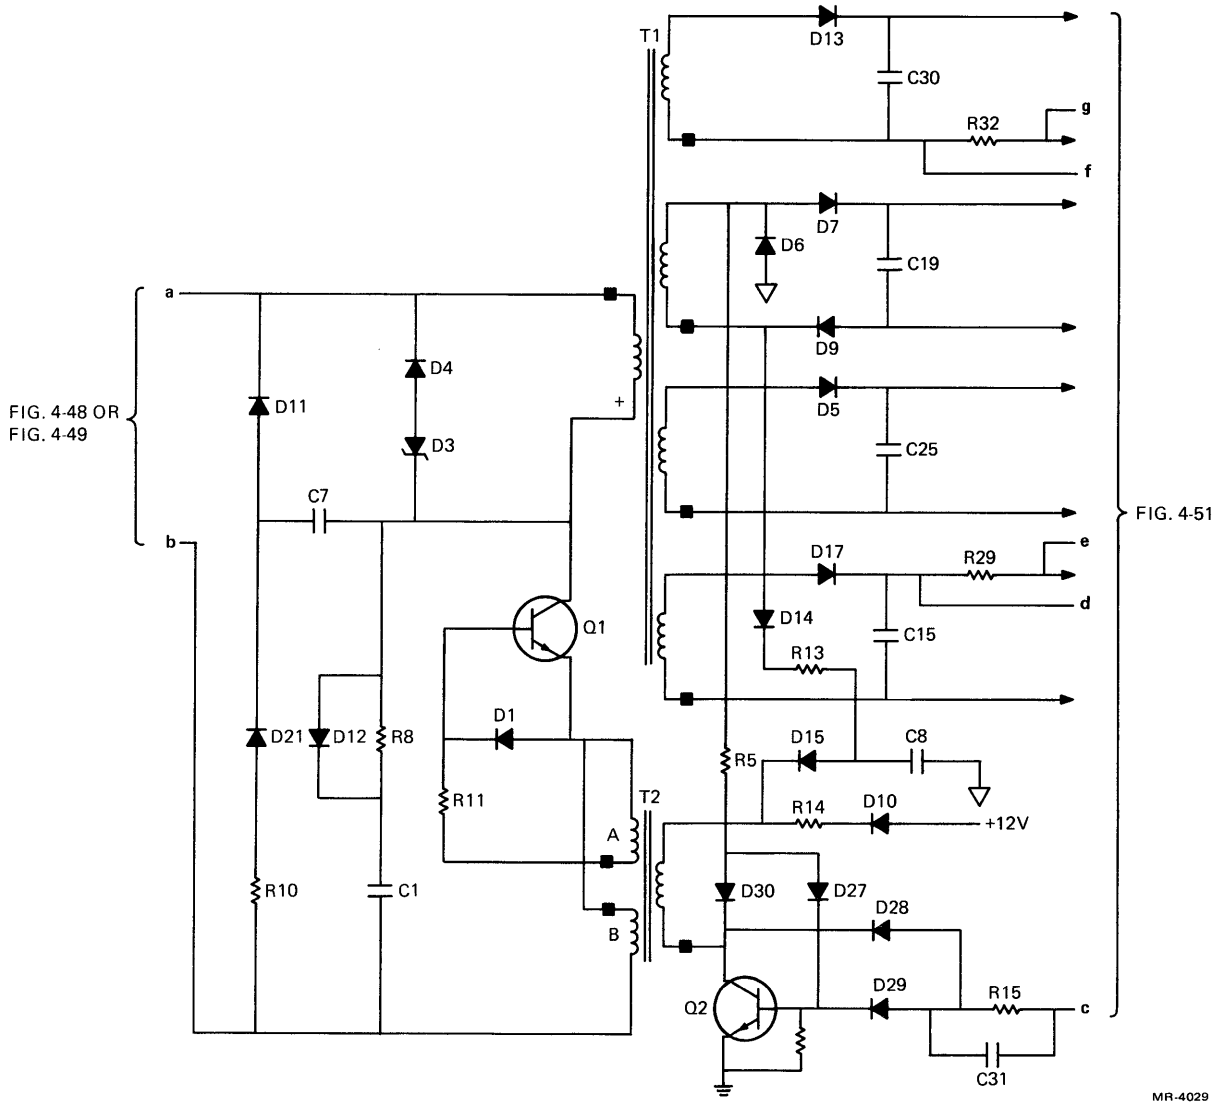 T1
D13
C30
g
R32
f
D7
D6
C19
a
D9
D4
+
D5
FIG. 4-48 OR
FIG. 4-49
D11
D3
C25
C7
FIG. 4-51
b
e
D17
R29
d
D14
Q1
C15
R13
D1
D21
D12
R8
D15
C8
R5
R11
T2
R14
D10
+12V
A
R10
C1
D30
D27
B
D28
D29
R15
Q2
c
C31
MR-4029